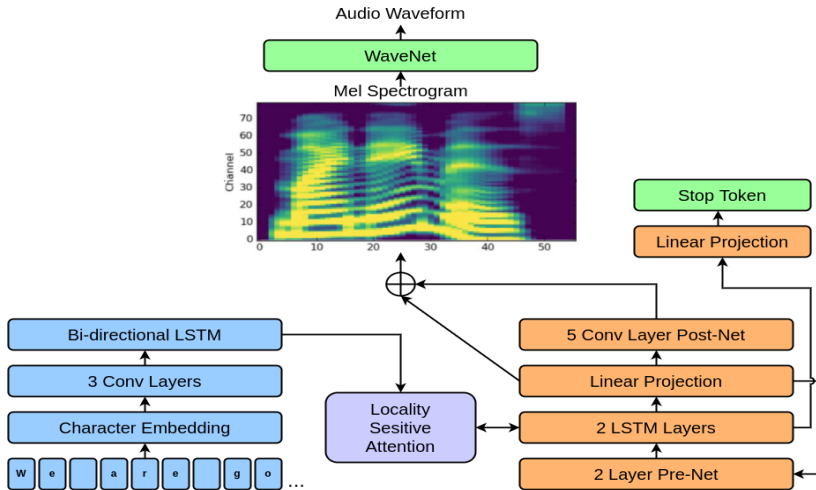 Audio Waveform
WaveNet
Mel Spectrogram
70
60
50
40
30
20
10
0
Channel
0 10 20 30 40 50
Stop Token
Linear Projection
Bi-directional LSTM
3 Conv Layers
Character Embedding
W e a r e g o ...
Locality
Sesitive
Attention
5 Conv Layer Post-Net
Linear Projection
2 LSTM Layers
2 Layer Pre-Net